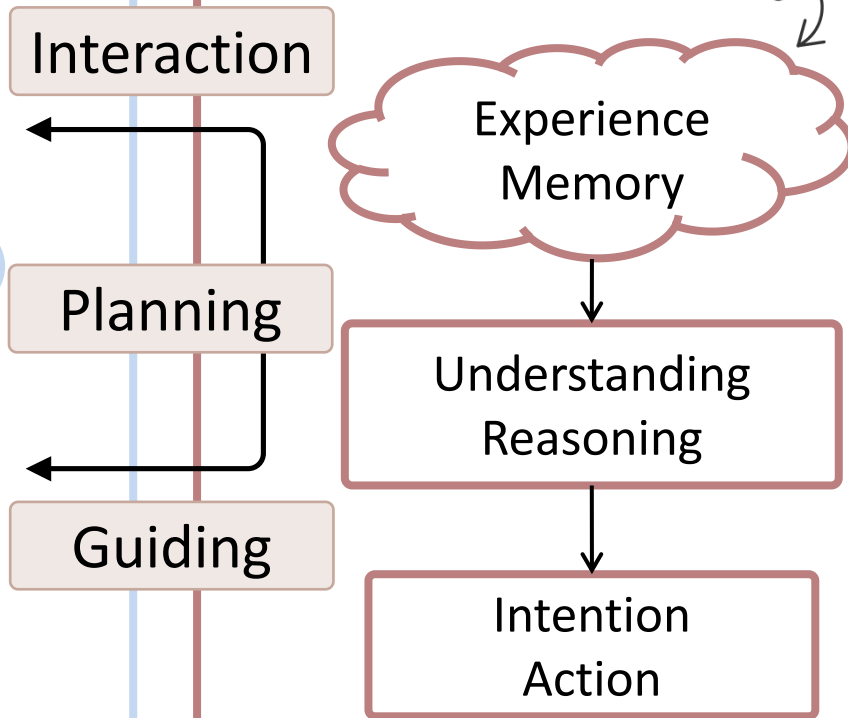 Interaction
Planning
Guiding
Experience
Memory
Understanding
Reasoning
Intention
Action